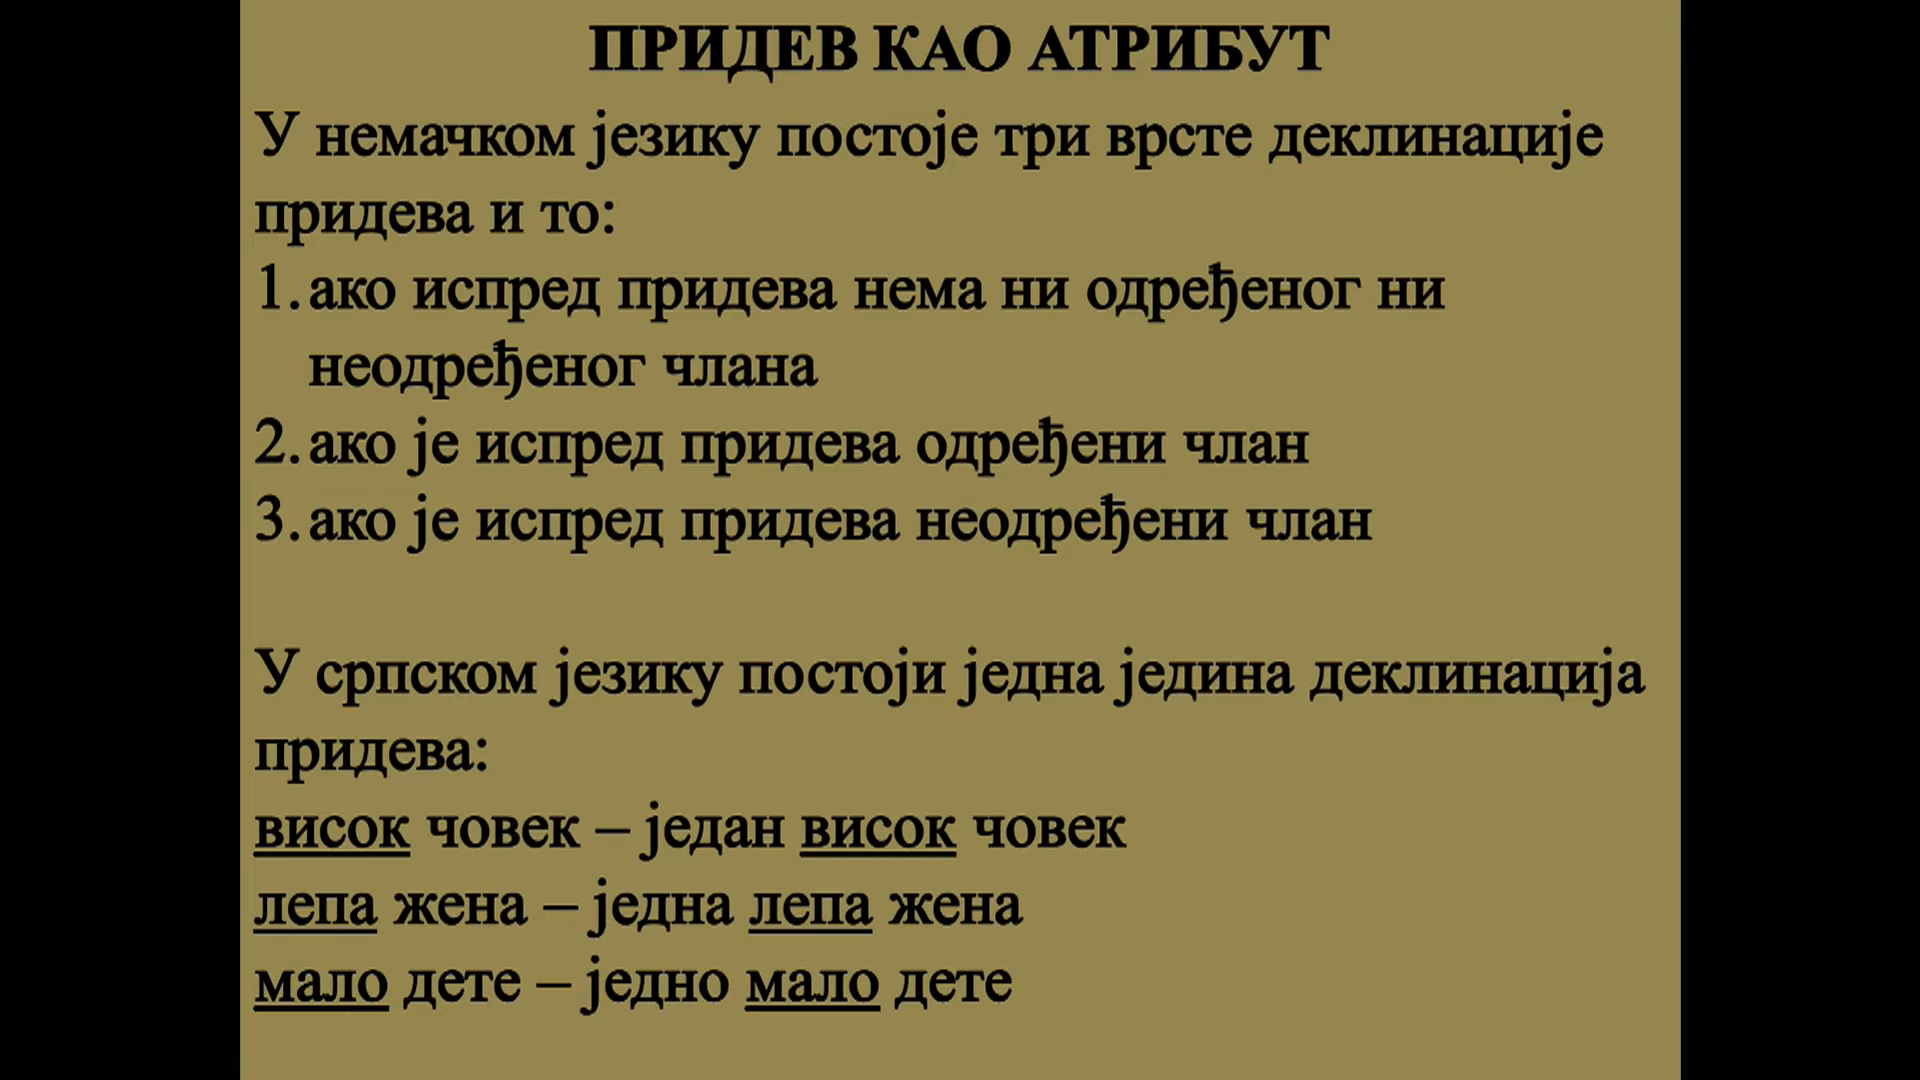 ПРИДЕВ КАО АТРИБУТ
У немачком језику постоје три врсте деклинације
придева и то:
1. ако испред придева нема ни одређеног ни
неодређеног члана
2. ако је испред придева одређени члан
3. ако је испред придева неодређени члан
У српском језику постоји једна једина деклинација
придева:
висок човек – један висок човек
лепа жена – једна лепа жена
мало дете – једно мало дете